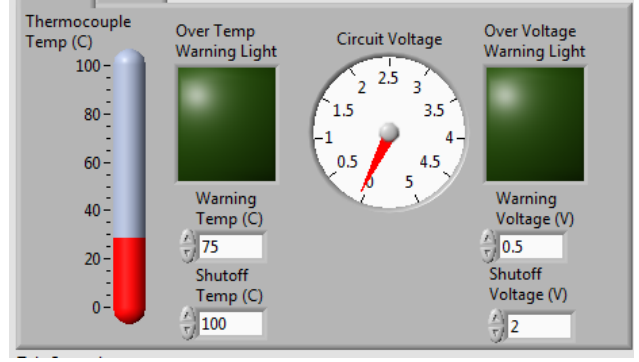 Thermocouple
Temp (C)
100
80
60
40
20
0
Over Temp
Warning Light
Warning
Temp (C)
75
Shutoff
Temp (C)
100
Circuit Voltage
0
0.5
1
1.5
2
2.5
3
3.5
4
4.5
5
Over Voltage
Warning Light
Warning
Voltage (V)
0.5
Shutoff
Voltage (V)
2